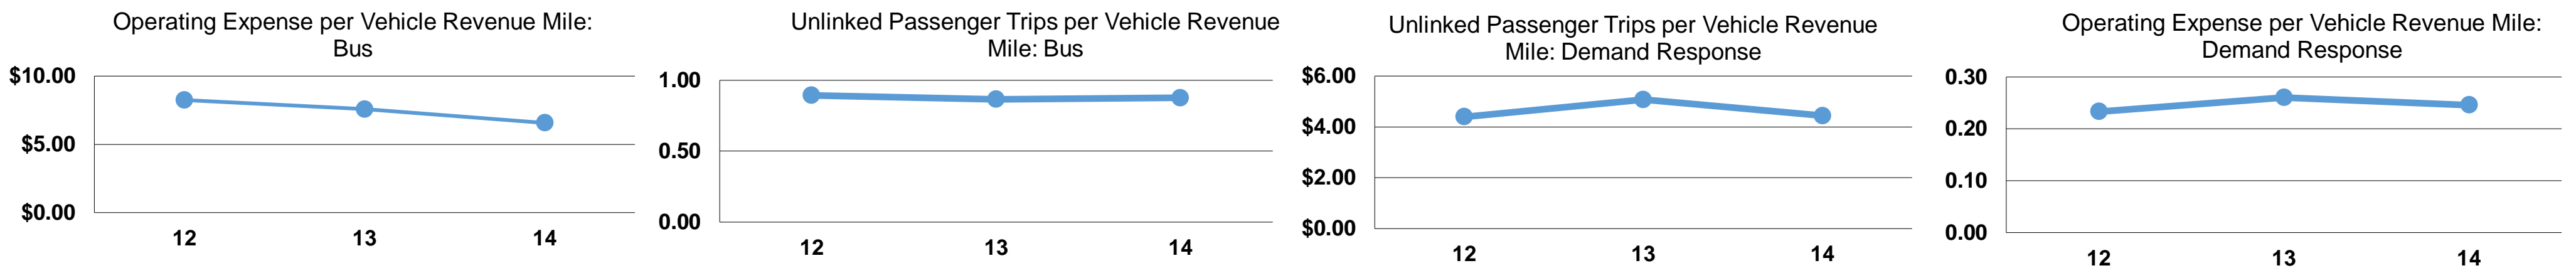 Operating Expense per Vehicle Revenue Mile:
Bus
$10.00
$5.00
$0.00
12 13 14
Unlinked Passenger Trips per Vehicle Revenue
Mile: Bus
1.00
0.50
0.00
12 13 14
Unlinked Passenger Trips per Vehicle Revenue
Mile: Demand Response
$6.00
$4.00
$2.00
$0.00
12 13 14
Operating Expense per Vehicle Revenue Mile:
Demand Response
0.30
0.20
0.10
0.00
12 13 14